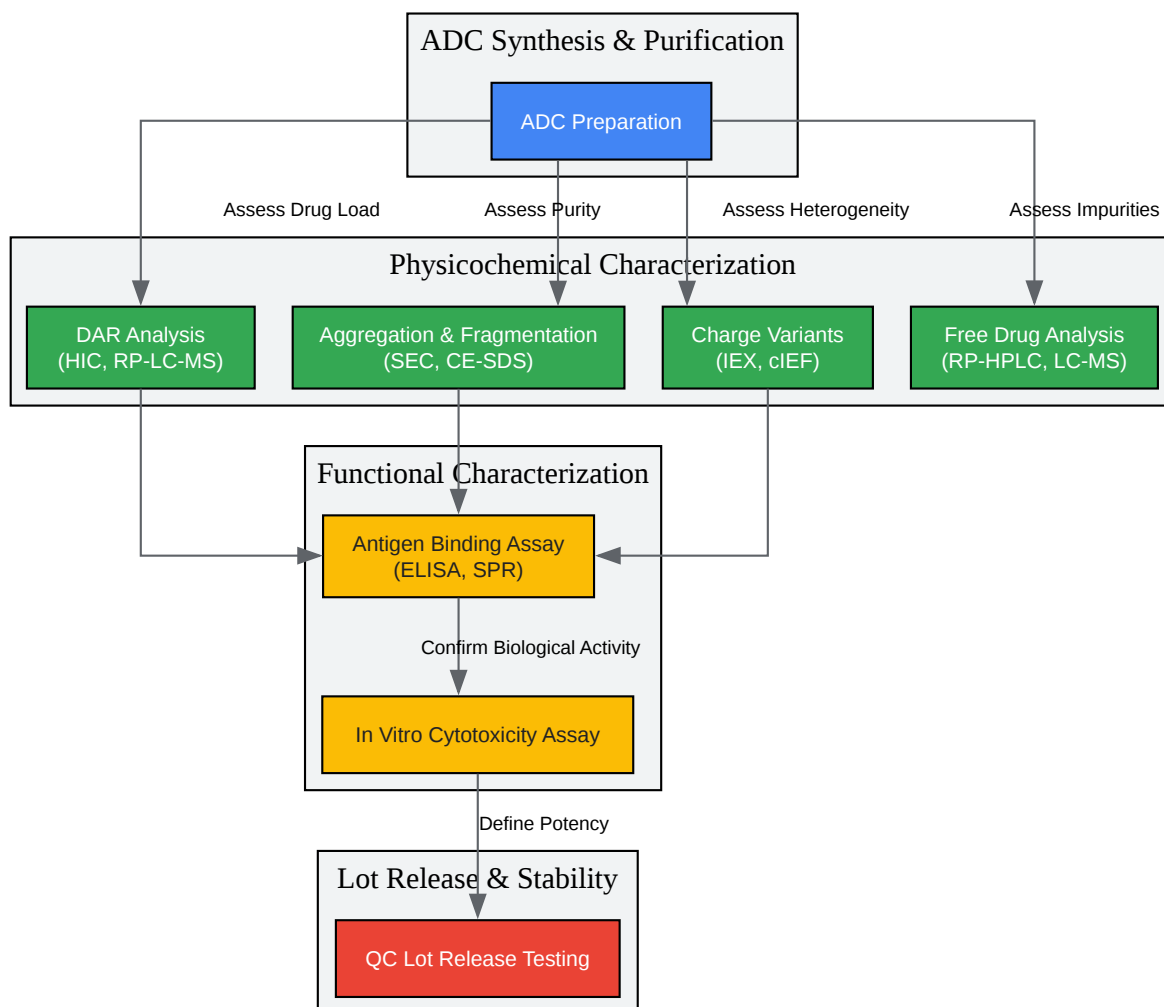 ADC Synthesis & Purification
ADC Preparation
Assess Drug Load
Assess Purity
Assess Heterogeneity
Assess Impurities
Physicochemical Characterization
DAR Analysis
(HIC, RP-LC-MS)
Aggregation & Fragmentation
(SEC, CE-SDS)
Charge Variants
(IEX, cIEF)
Free Drug Analysis
(RP-HPLC, LC-MS)
Functional Characterization
Antigen Binding Assay
(ELISA, SPR)
Confirm Biological Activity
In Vitro Cytotoxicity Assay
Define Potency
Lot Release & Stability
QC Lot Release Testing